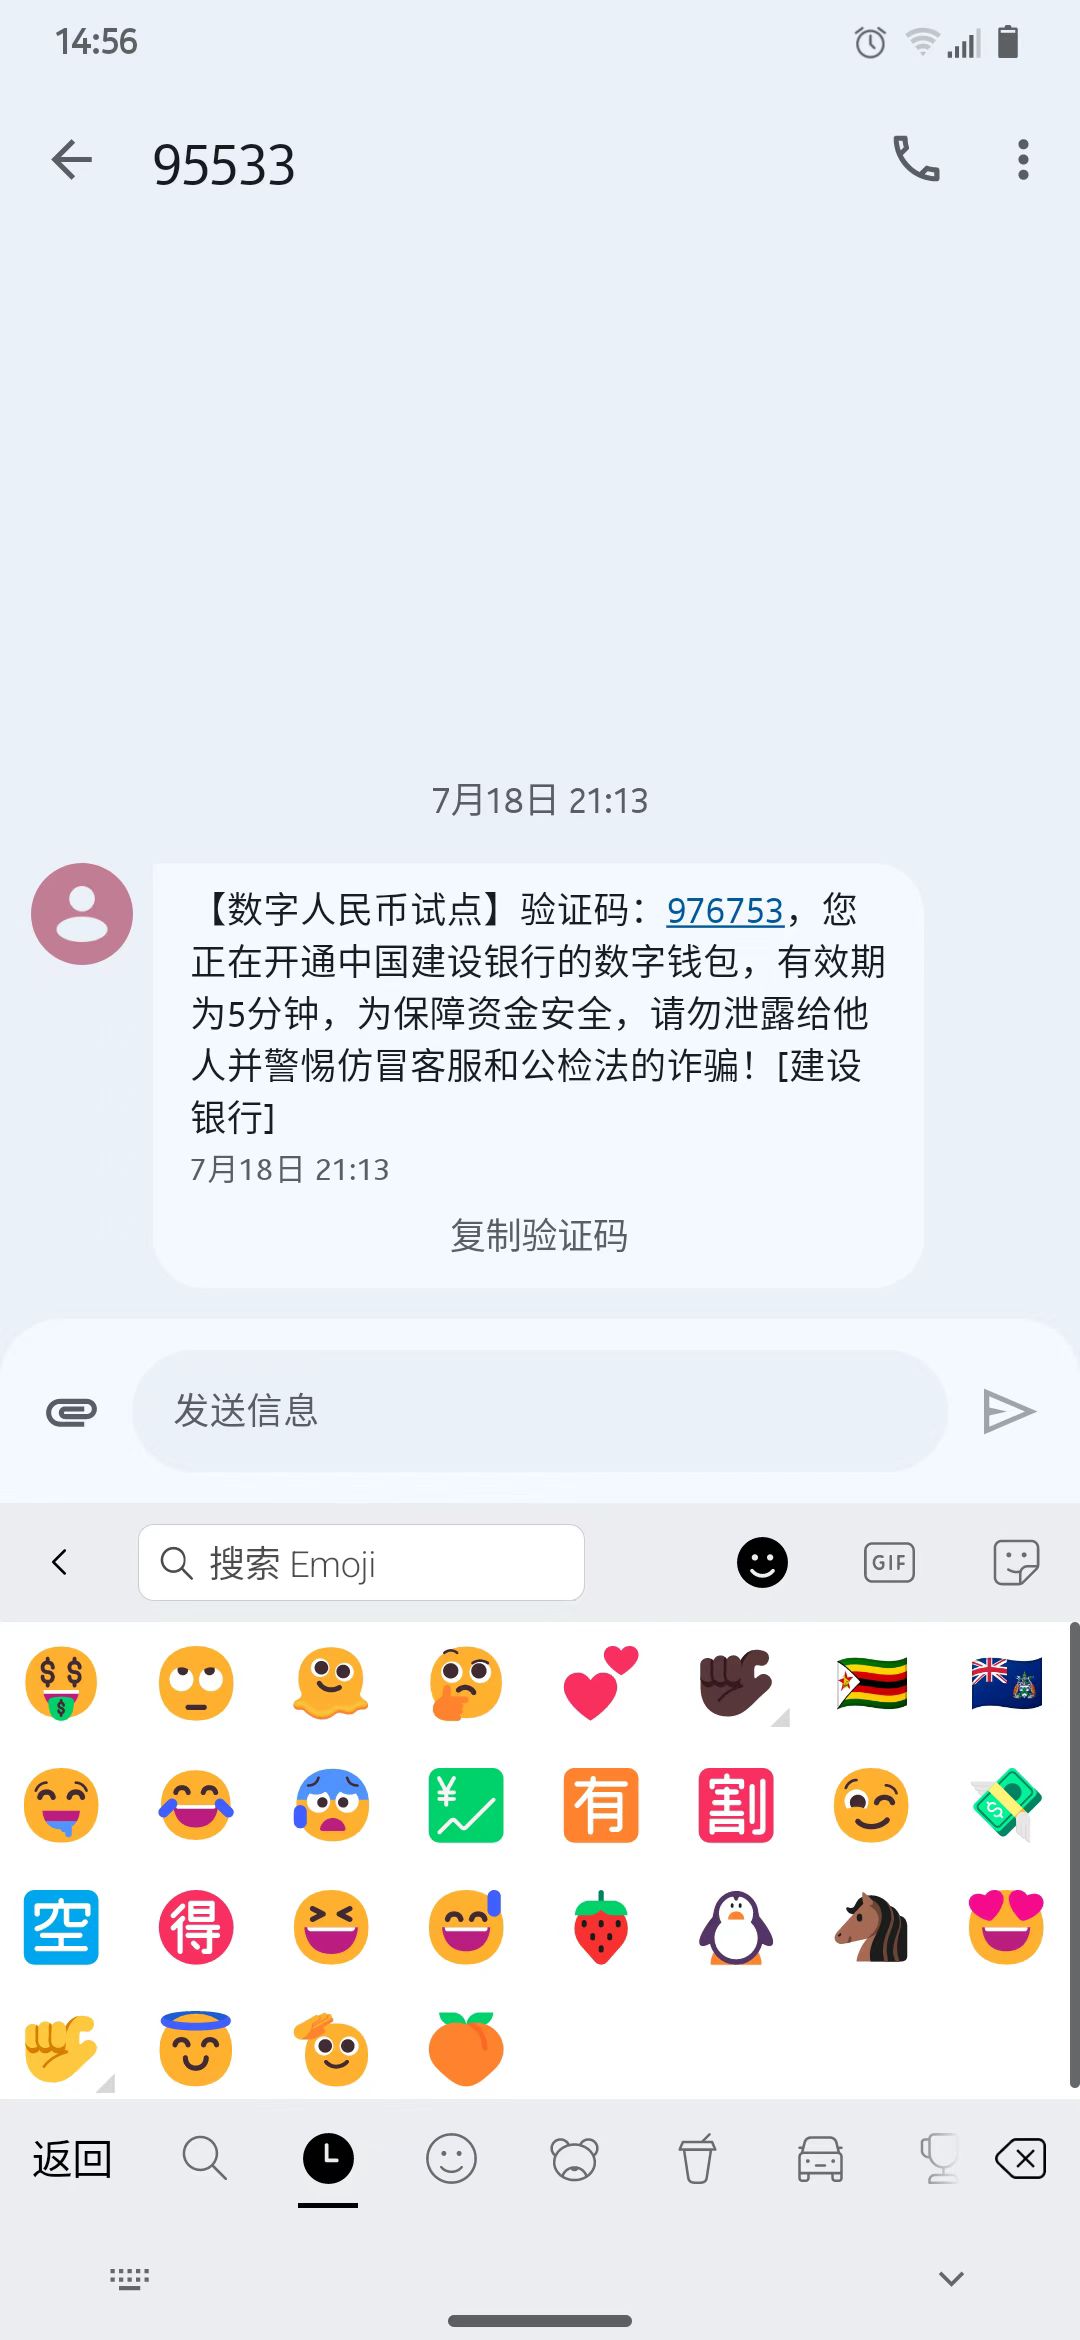 14:56
95533
7月18日 21:13
【数字人民币试点】验证码：976753，您
正在开通中国建设银行的数字钱包，有效期
为5分钟，为保障资金安全，请勿泄露给他
人并警惕仿冒客服和公检法的诈骗！[建设
银行]
7月18日 21:13
复制验证码
发送信息
搜索 Emoji
GIF
有 割
空 得
返回